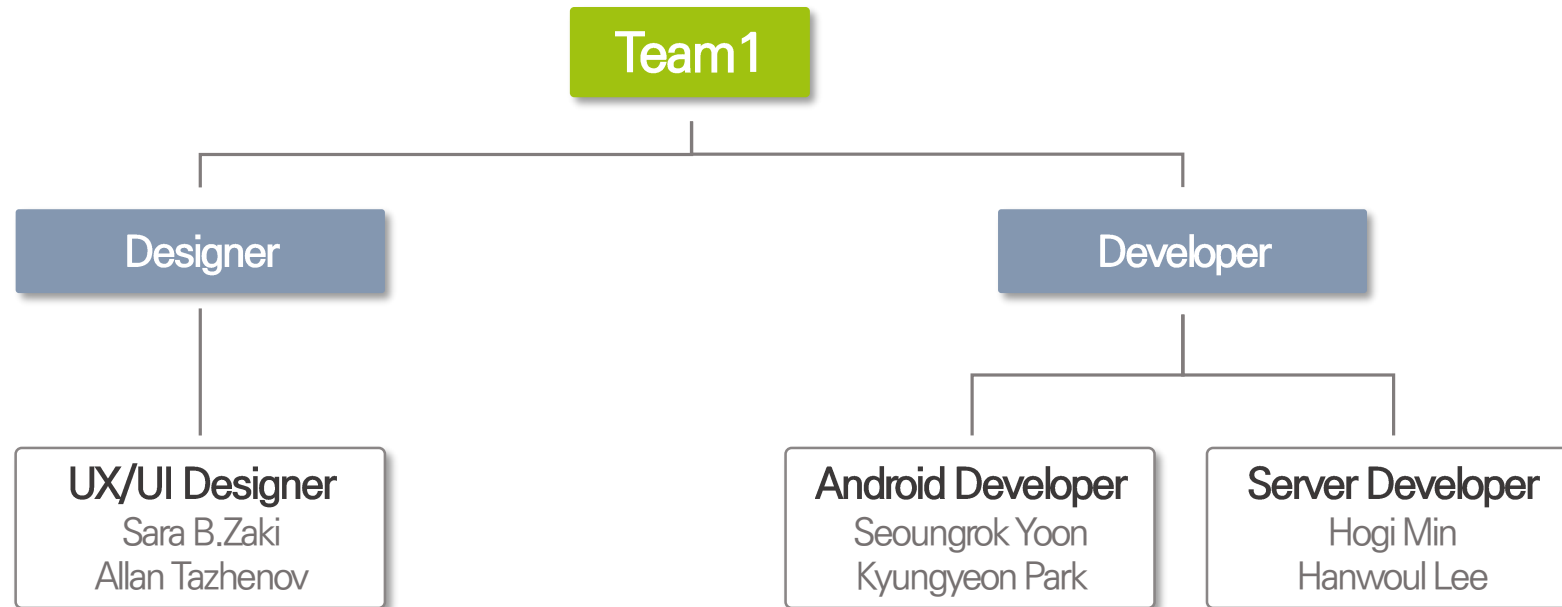 Team1
Designer
Developer
UX/UI Designer
Sara B.Zaki
Allan Tazhenov
Android Developer
Seoungrok Yoon
Kyungyeon Park
Server Developer
Hogi Min
Hanwoul Lee